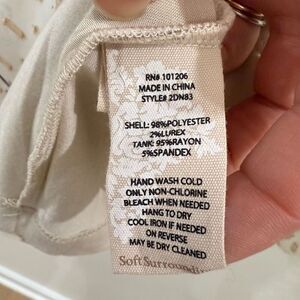 RN# 101206
MADE IN CHINA
STYLE# 2DN83
SHELL: 98%POLYESTER
2%LUREX
TANK: 95%RAYON
5%SPANDEX
HAND WASH COLD
ONLY NON-CHLORINE
BLEACH WHEN NEEDED
HANG TO DRY
COOL IRON IF NEEDED
ON REVERSE
MAY BE DRY CLEANED
Soft